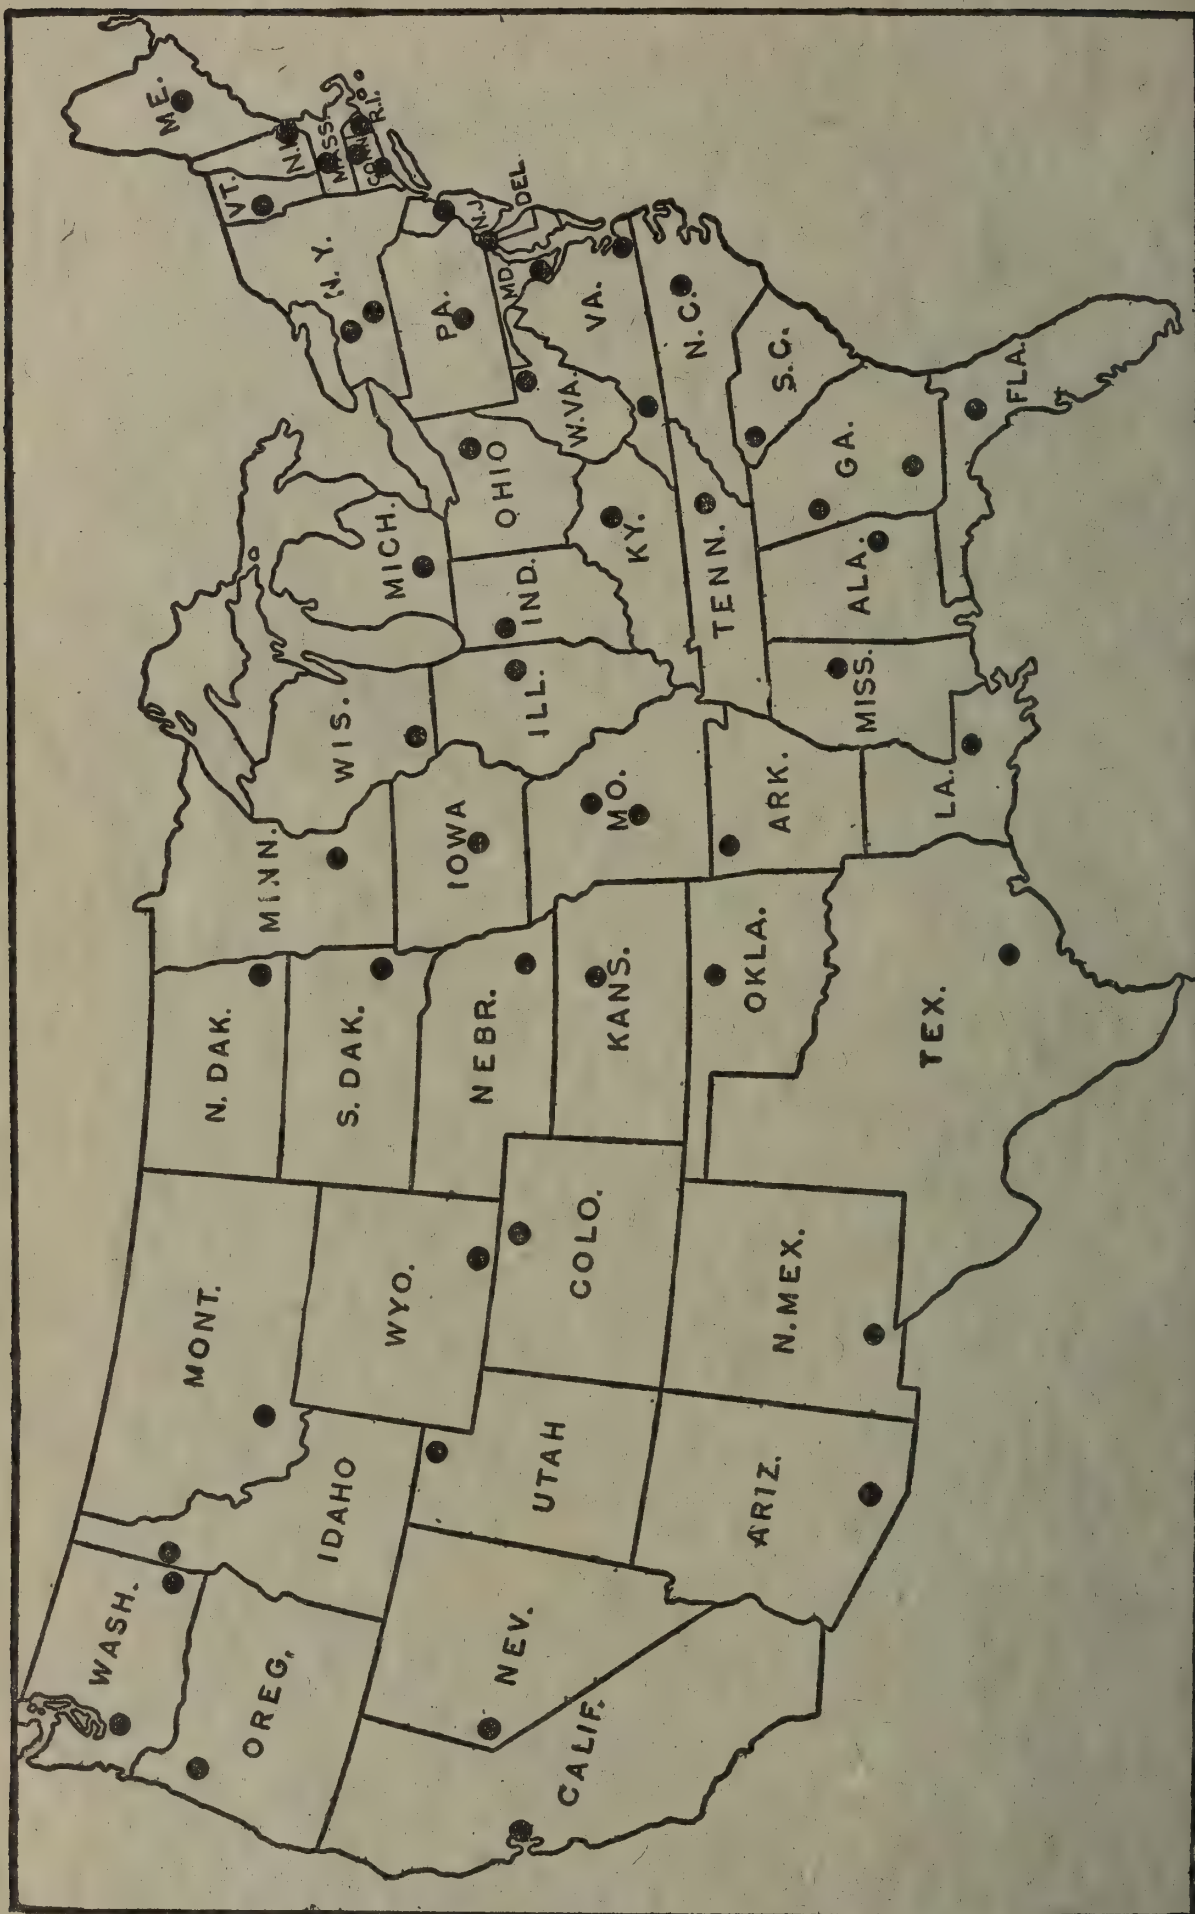 WASH.
OREG.
CALIF.
NEV.
IDAHO
MONT.
WYO.
UTAH
ARIZ.
COLO.
N. MEX.
N. DAK.
S. DAK.
NEBR.
KANS.
OKLA.
TEX.
MINN.
IOWA
MO.
ARK.
LA.
WIS.
ILL.
MICH.
IND.
OHIO
KY.
TENN.
MISS.
ALA.
GA.
FLA.
S.C.
N.C.
VA.
W.VA.
MD.
DEL.
PA.
N.J.
N.Y.
VT.
N.H.
ME.
MASS.
CONN.
R.I.